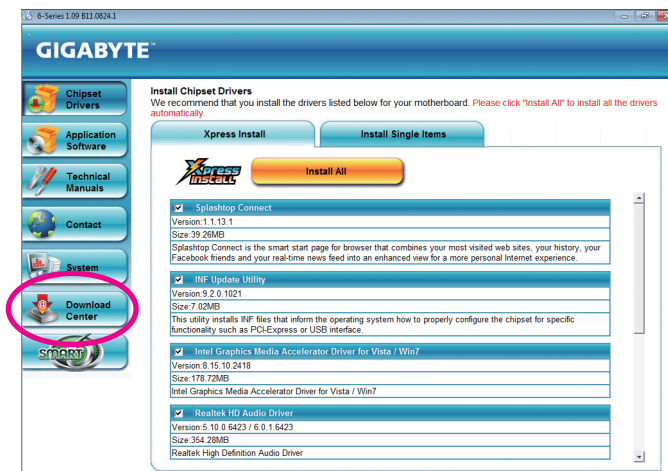 6-Series 1.09 B11.0824.1
GIGABYTE™
Chipset
Drivers
Application
Software
Technical
Manuals
Contact
System
Download
Center
SMART
Install Chipset Drivers
We recommend that you install the drivers listed below for your motherboard. Please click "Install All" to install all the drivers
automatically.
Xpress Install
Install Single Items
Xpress
Install
Install All
Splashtop Connect
Version:1.1.13.1
Size:39.26MB
Splashtop Connect is the smart start page for browser that combines your most visited web sites, your history, your
Facebook friends and your real-time news feed into an enhanced view for a more personal Internet experience.
INF Update Utility
Version:9.2.0.1021
Size:7.02MB
This utility installs INF files that inform the operating system how to properly configure the chipset for specific
functionality such as PCI-Express or USB interface.
Intel Graphics Media Accelerator Driver for Vista / Win7
Version:8.15.10.2418
Size:178.72MB
Intel Graphics Media Accelerator Driver for Vista / Win7
Realtek HD Audio Driver
Version:5.10.0.6423 / 6.0.1.6423
Size:354.28MB
Realtek High Definition Audio Driver